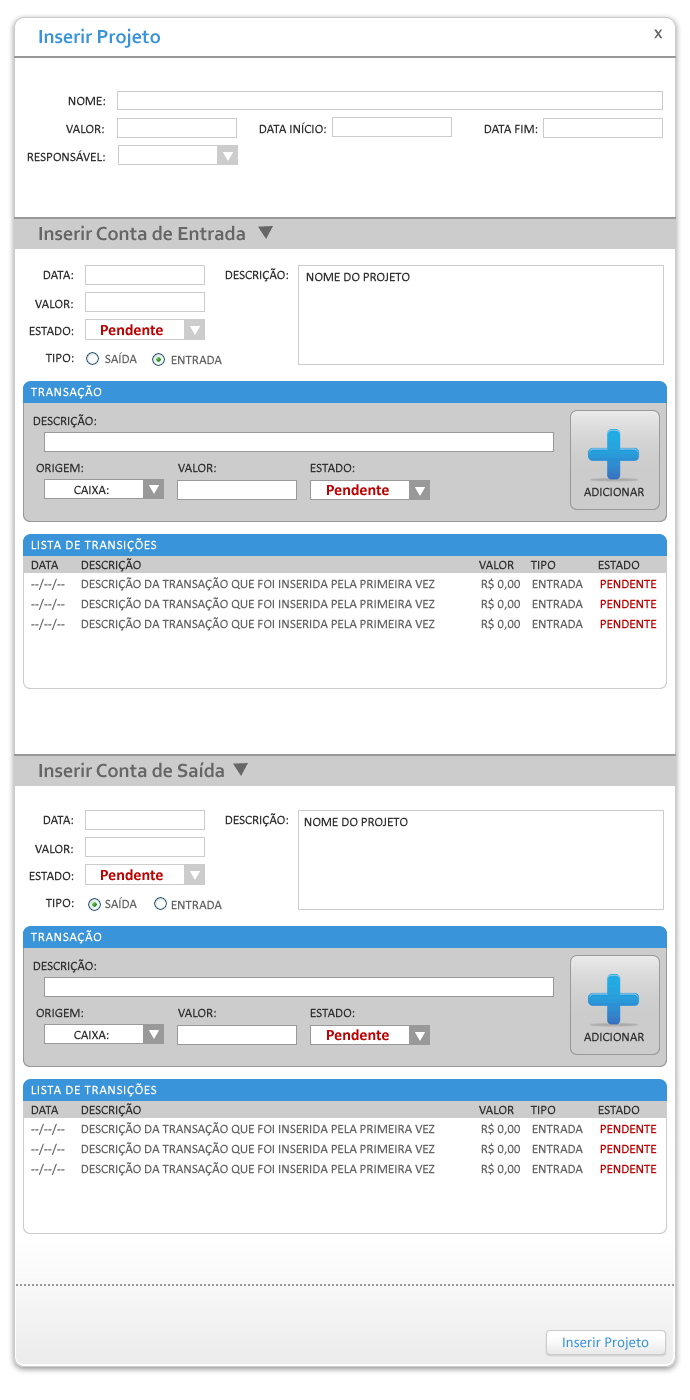 Inserir Projeto x
NOME:
VALOR: DATA INÍCIO: DATA FIM:
RESPONSÁVEL:
Inserir Conta de Entrada ▼
DATA: DESCRIÇÃO: NOME DO PROJETO
VALOR:
ESTADO: Pendente
TIPO: SAÍDA ENTRADA
TRANSAÇÃO
DESCRIÇÃO:
ORIGEM: VALOR: ESTADO:
CAIXA: Pendente ADICIONAR
LISTA DE TRANSIÇÕES
DATA DESCRIÇÃO VALOR TIPO ESTADO
--/--/-- DESCRIÇÃO DA TRANSAÇÃO QUE FOI INSERIDA PELA PRIMEIRA VEZ R$ 0,00 ENTRADA PENDENTE
--/--/-- DESCRIÇÃO DA TRANSAÇÃO QUE FOI INSERIDA PELA PRIMEIRA VEZ R$ 0,00 ENTRADA PENDENTE
--/--/-- DESCRIÇÃO DA TRANSAÇÃO QUE FOI INSERIDA PELA PRIMEIRA VEZ R$ 0,00 ENTRADA PENDENTE
Inserir Conta de Saída ▼
DATA: DESCRIÇÃO: NOME DO PROJETO
VALOR:
ESTADO: Pendente
TIPO: SAÍDA ENTRADA
TRANSAÇÃO
DESCRIÇÃO:
ORIGEM: VALOR: ESTADO:
CAIXA: Pendente ADICIONAR
LISTA DE TRANSIÇÕES
DATA DESCRIÇÃO VALOR TIPO ESTADO
--/--/-- DESCRIÇÃO DA TRANSAÇÃO QUE FOI INSERIDA PELA PRIMEIRA VEZ R$ 0,00 ENTRADA PENDENTE
--/--/-- DESCRIÇÃO DA TRANSAÇÃO QUE FOI INSERIDA PELA PRIMEIRA VEZ R$ 0,00 ENTRADA PENDENTE
--/--/-- DESCRIÇÃO DA TRANSAÇÃO QUE FOI INSERIDA PELA PRIMEIRA VEZ R$ 0,00 ENTRADA PENDENTE
Inserir Projeto